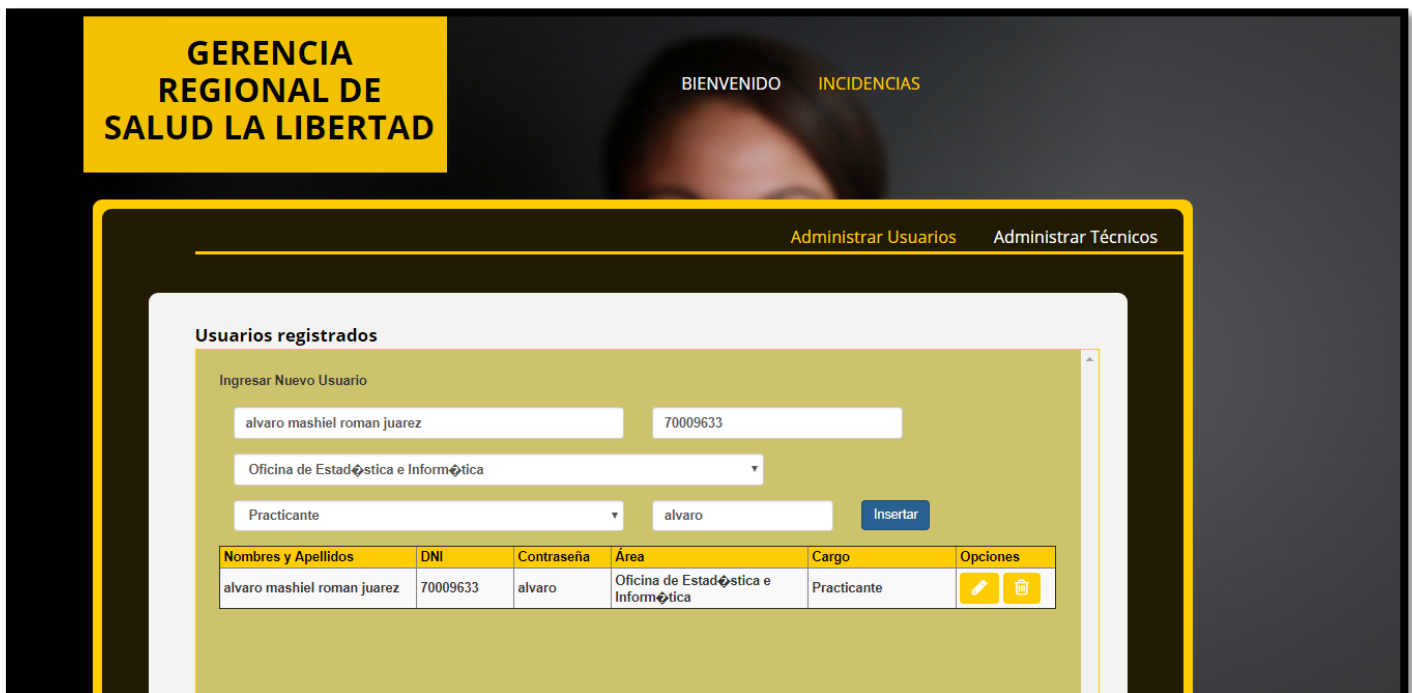 GERENCIA
REGIONAL DE
SALUD LA LIBERTAD
BIENVENIDO INCIDENCIAS
Administrar Usuarios Administrar Técnicos
Usuarios registrados
Ingresar Nuevo Usuario
alvaro mashiel roman juarez 70009633
Oficina de Estad�stica e Inform�tica
Practicante alvaro Insertar
Nombres y Apellidos DNI Contraseña Área Cargo Opciones
alvaro mashiel roman juarez 70009633 alvaro Oficina de Estad�stica e Practicante
Inform�tica